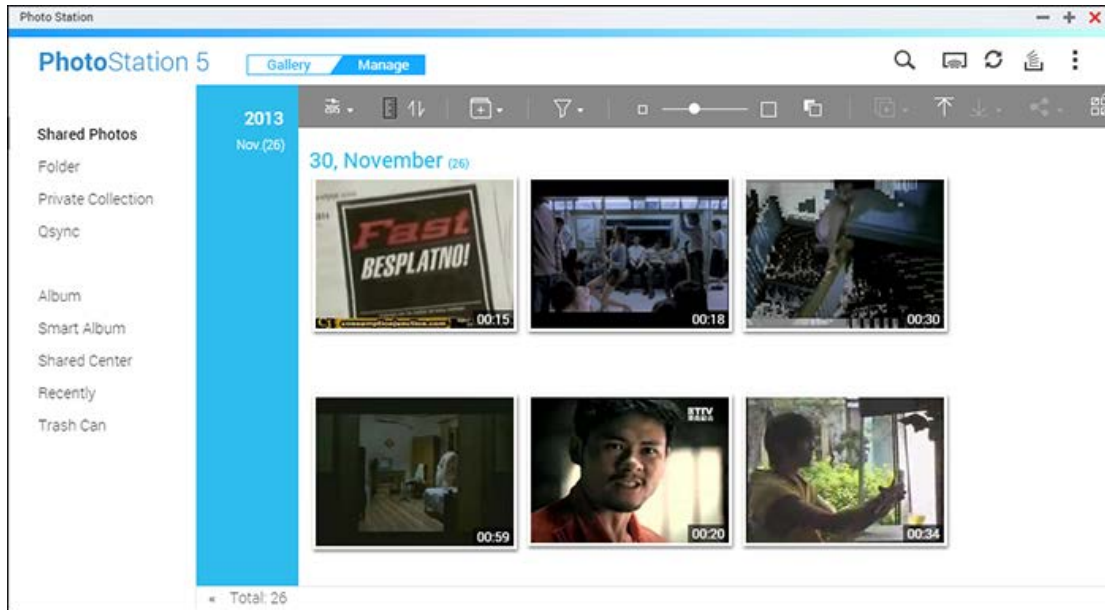 Photo Station
PhotoStation 5
Gallery
Manage
Shared Photos
Folder
Private Collection
Qsync
Album
Smart Album
Shared Center
Recently
Trash Can
2013
Nov.(26)
30, November (26)
Fast
BESPLATNO!
00:15
00:18
00:30
00:59
00:20
00:34
« Total: 26